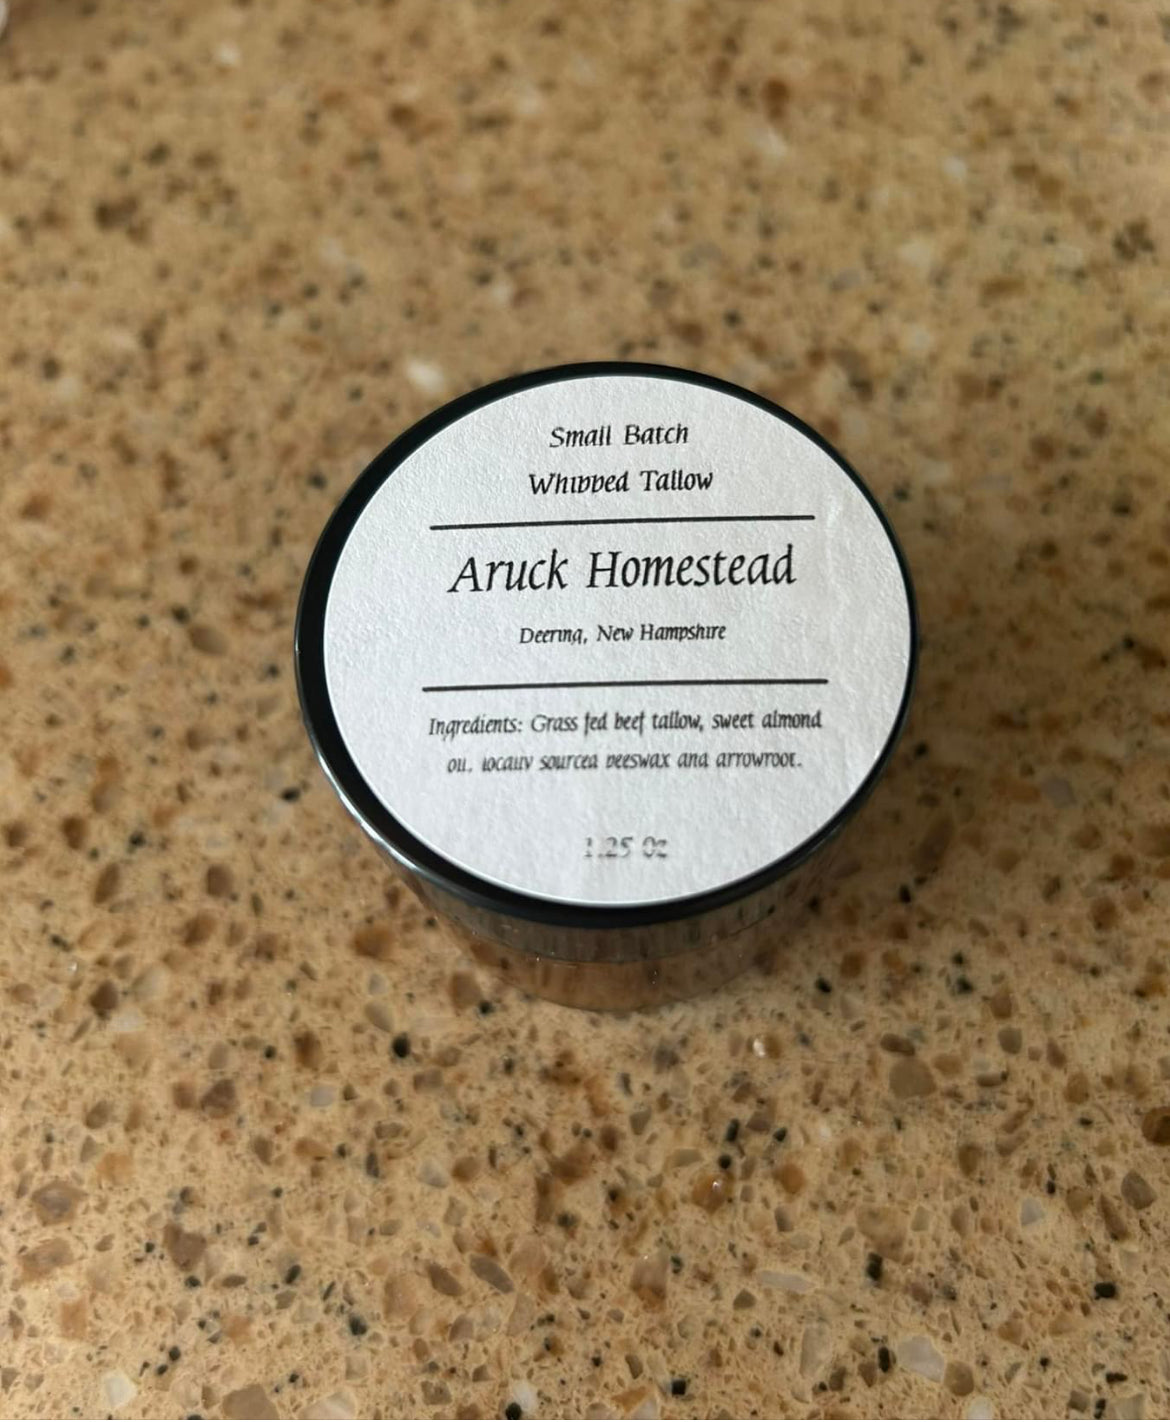 Small Batch
Whipped Tallow
Aruck Homestead
Deering, New Hampshire
Ingredients: Grass fed beef tallow, sweet almond
oil, locally sourced beeswax and arrowroot.
1.25 Oz